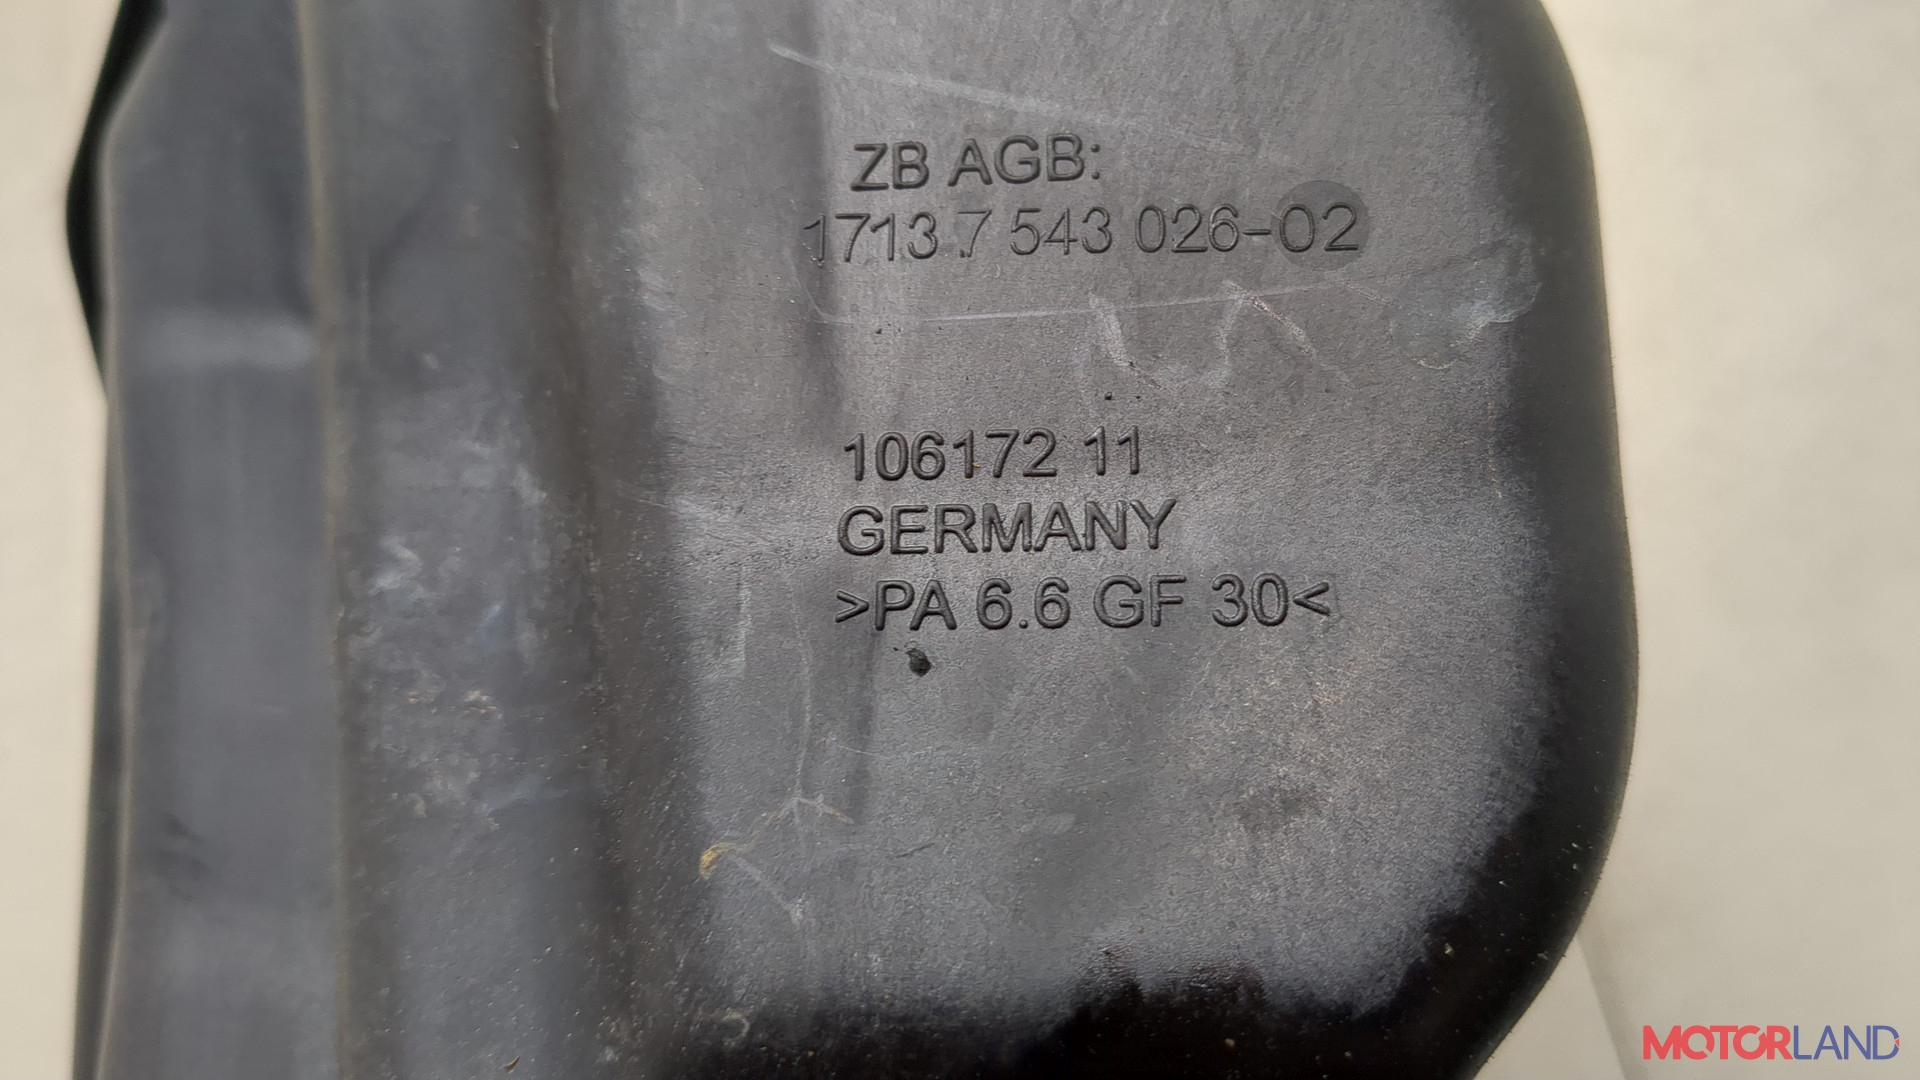 ZB AGB:
1713 7 543 026-02
106172 11
GERMANY
>PA 6.6 GF 30<
MOTORLAND